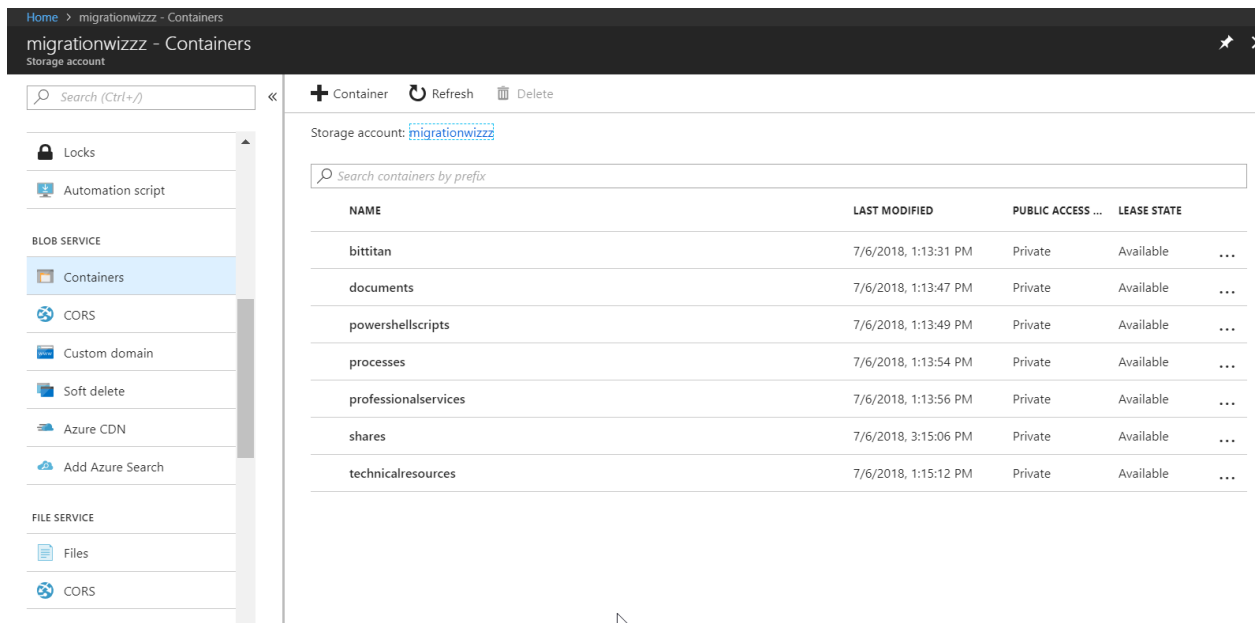 Home > migrationwizzz - Containers
migrationwizzz - Containers
Storage account
Search (Ctrl+/)
«
Locks
Automation script
BLOB SERVICE
Containers
CORS
Custom domain
Soft delete
Azure CDN
Add Azure Search
FILE SERVICE
Files
CORS
Container Refresh Delete
Storage account: migrationwizzz
Search containers by prefix
NAME LAST MODIFIED PUBLIC ACCESS ... LEASE STATE
bittitan 7/6/2018, 1:13:31 PM Private Available ...
documents 7/6/2018, 1:13:47 PM Private Available ...
powershellscripts 7/6/2018, 1:13:49 PM Private Available ...
processes 7/6/2018, 1:13:54 PM Private Available ...
professionalservices 7/6/2018, 1:13:56 PM Private Available ...
shares 7/6/2018, 3:15:06 PM Private Available ...
technicalresources 7/6/2018, 1:15:12 PM Private Available ...